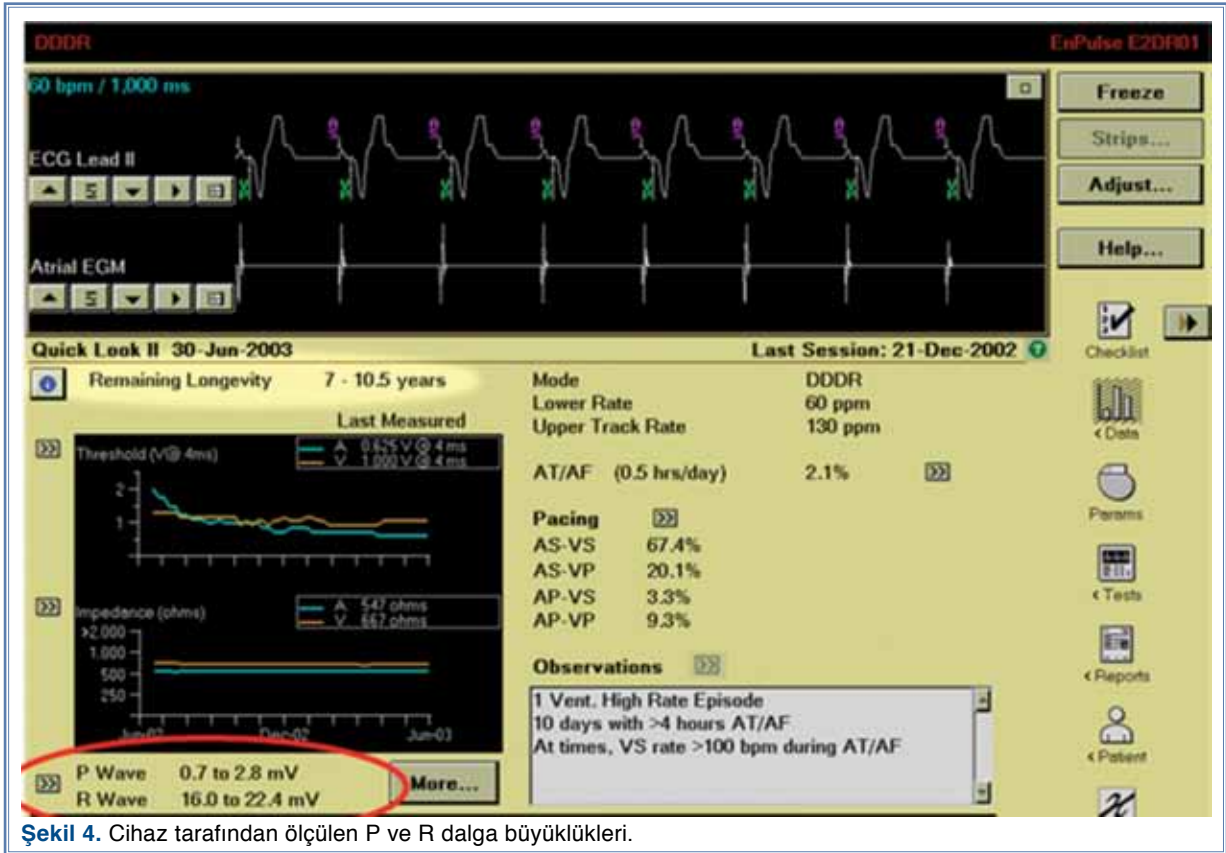 DDDR EnPulse E2DR01
60 bpm / 1,000 ms
Freeze
Strips...
ECG Lead II
Adjust...
Help...
Atrial EGM
Quick Look II 30-Jun-2003 Last Session: 21-Dec-2002
Checklist
Remaining Longevity 7 - 10.5 years
Last Measured
Threshold (V@ 4ms)
A 0.625 V @ 4 ms
V 1.000 V @ 4 ms
2
1
Impedance (ohms)
A 547 ohms
V 667 ohms
>2,000
1,000
500
250
Jun-02 Dec-02 Jun-03
P Wave 0.7 to 2.8 mV
R Wave 16.0 to 22.4 mV
More...
Mode DDDR
Lower Rate 60 ppm
Upper Track Rate 130 ppm
AT/AF (0.5 hrs/day) 2.1%
Pacing
AS-VS 67.4%
AS-VP 20.1%
AP-VS 3.3%
AP-VP 9.3%
Observations
1 Vent. High Rate Episode
10 days with >4 hours AT/AF
At times, VS rate >100 bpm during AT/AF
< Data
Params
< Tests
< Reports
< Patient
Şekil 4. Cihaz tarafından ölçülen P ve R dalga büyüklükleri.